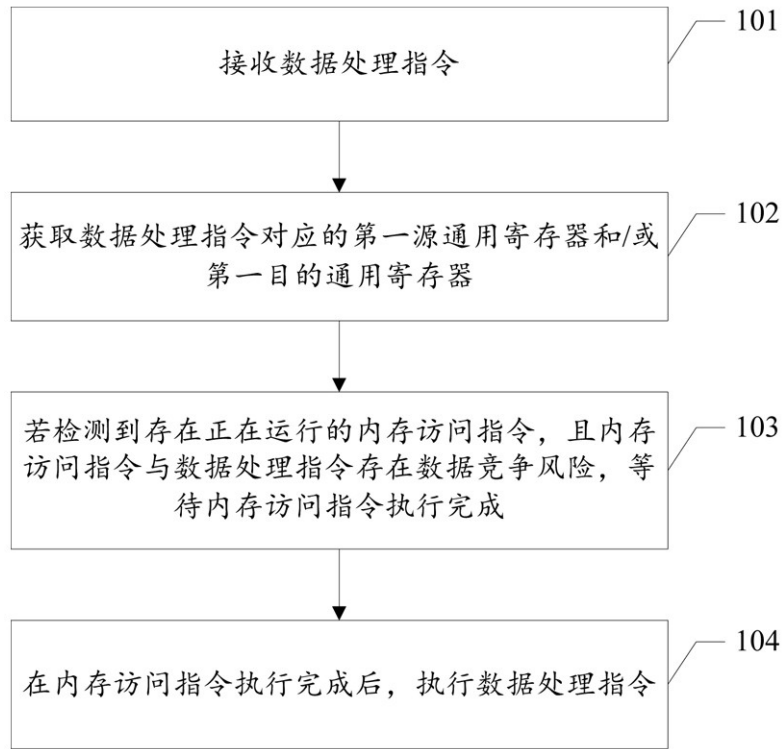 接收数据处理指令
101
获取数据处理指令对应的第一源通用寄存器和/或
第一目的通用寄存器
102
若检测到存在正在运行的内存访问指令，且内存
访问指令与数据处理指令存在数据竞争风险，等
待内存访问指令执行完成
103
在内存访问指令执行完成后，执行数据处理指令
104